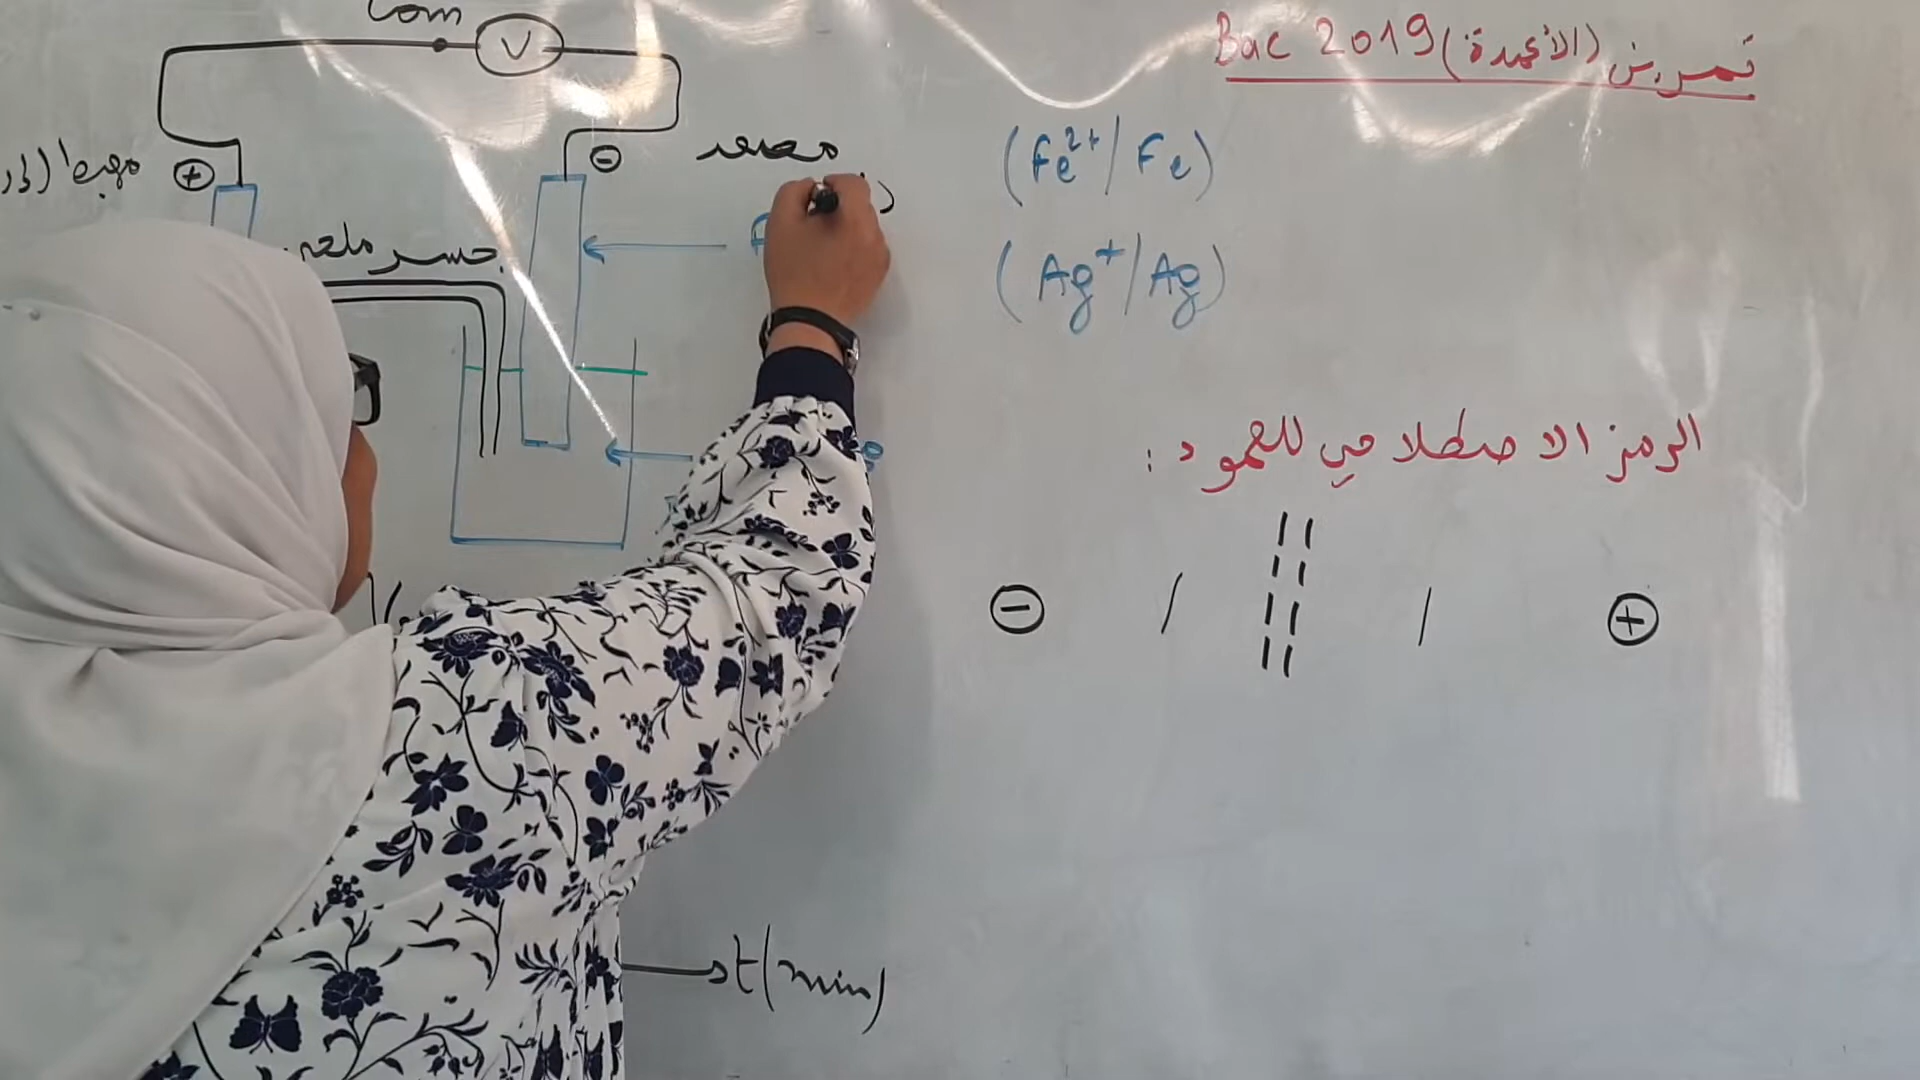 تمرين (الأعمدة) Bac 2019
Com
V
(Fe²⁺/Fe)
مصعد
⊖
⊕
مهبط
جسر ملحي
(Ag⁺/Ag)
الرمز الاصطلاحي للعمود:
⊖ / ¦¦ / ⊕
t(min)